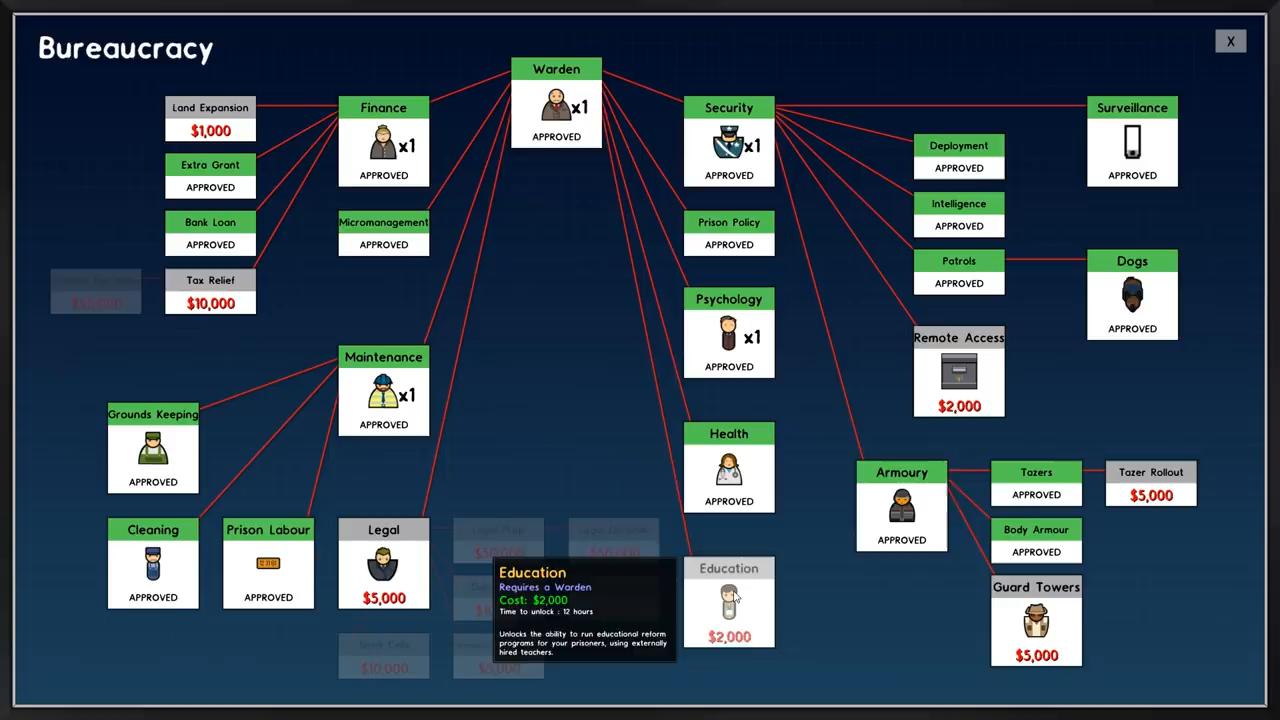 Bureaucracy
X
Warden
x1
APPROVED
Land Expansion
$1,000
Finance
x1
APPROVED
Security
x1
APPROVED
Surveillance
APPROVED
Extra Grant
APPROVED
Deployment
APPROVED
Bank Loan
APPROVED
Micromanagement
APPROVED
Prison Policy
APPROVED
Intelligence
APPROVED
Tax Relief
$10,000
Patrols
APPROVED
Dogs
APPROVED
Psychology
x1
APPROVED
Remote Access
$2,000
Maintenance
x1
APPROVED
Grounds Keeping
APPROVED
Health
APPROVED
Armoury
APPROVED
Tazers
APPROVED
Tazer Rollout
$5,000
Cleaning
APPROVED
Prison Labour
APPROVED
Legal
$5,000
Body Armour
APPROVED
Education
Requires a Warden
Cost: $2,000
Time to unlock : 12 hours
Unlocks the ability to run educational reform
programs for your prisoners, using externally
hired teachers.
Education
$2,000
Guard Towers
$5,000
$10,000
$5,000